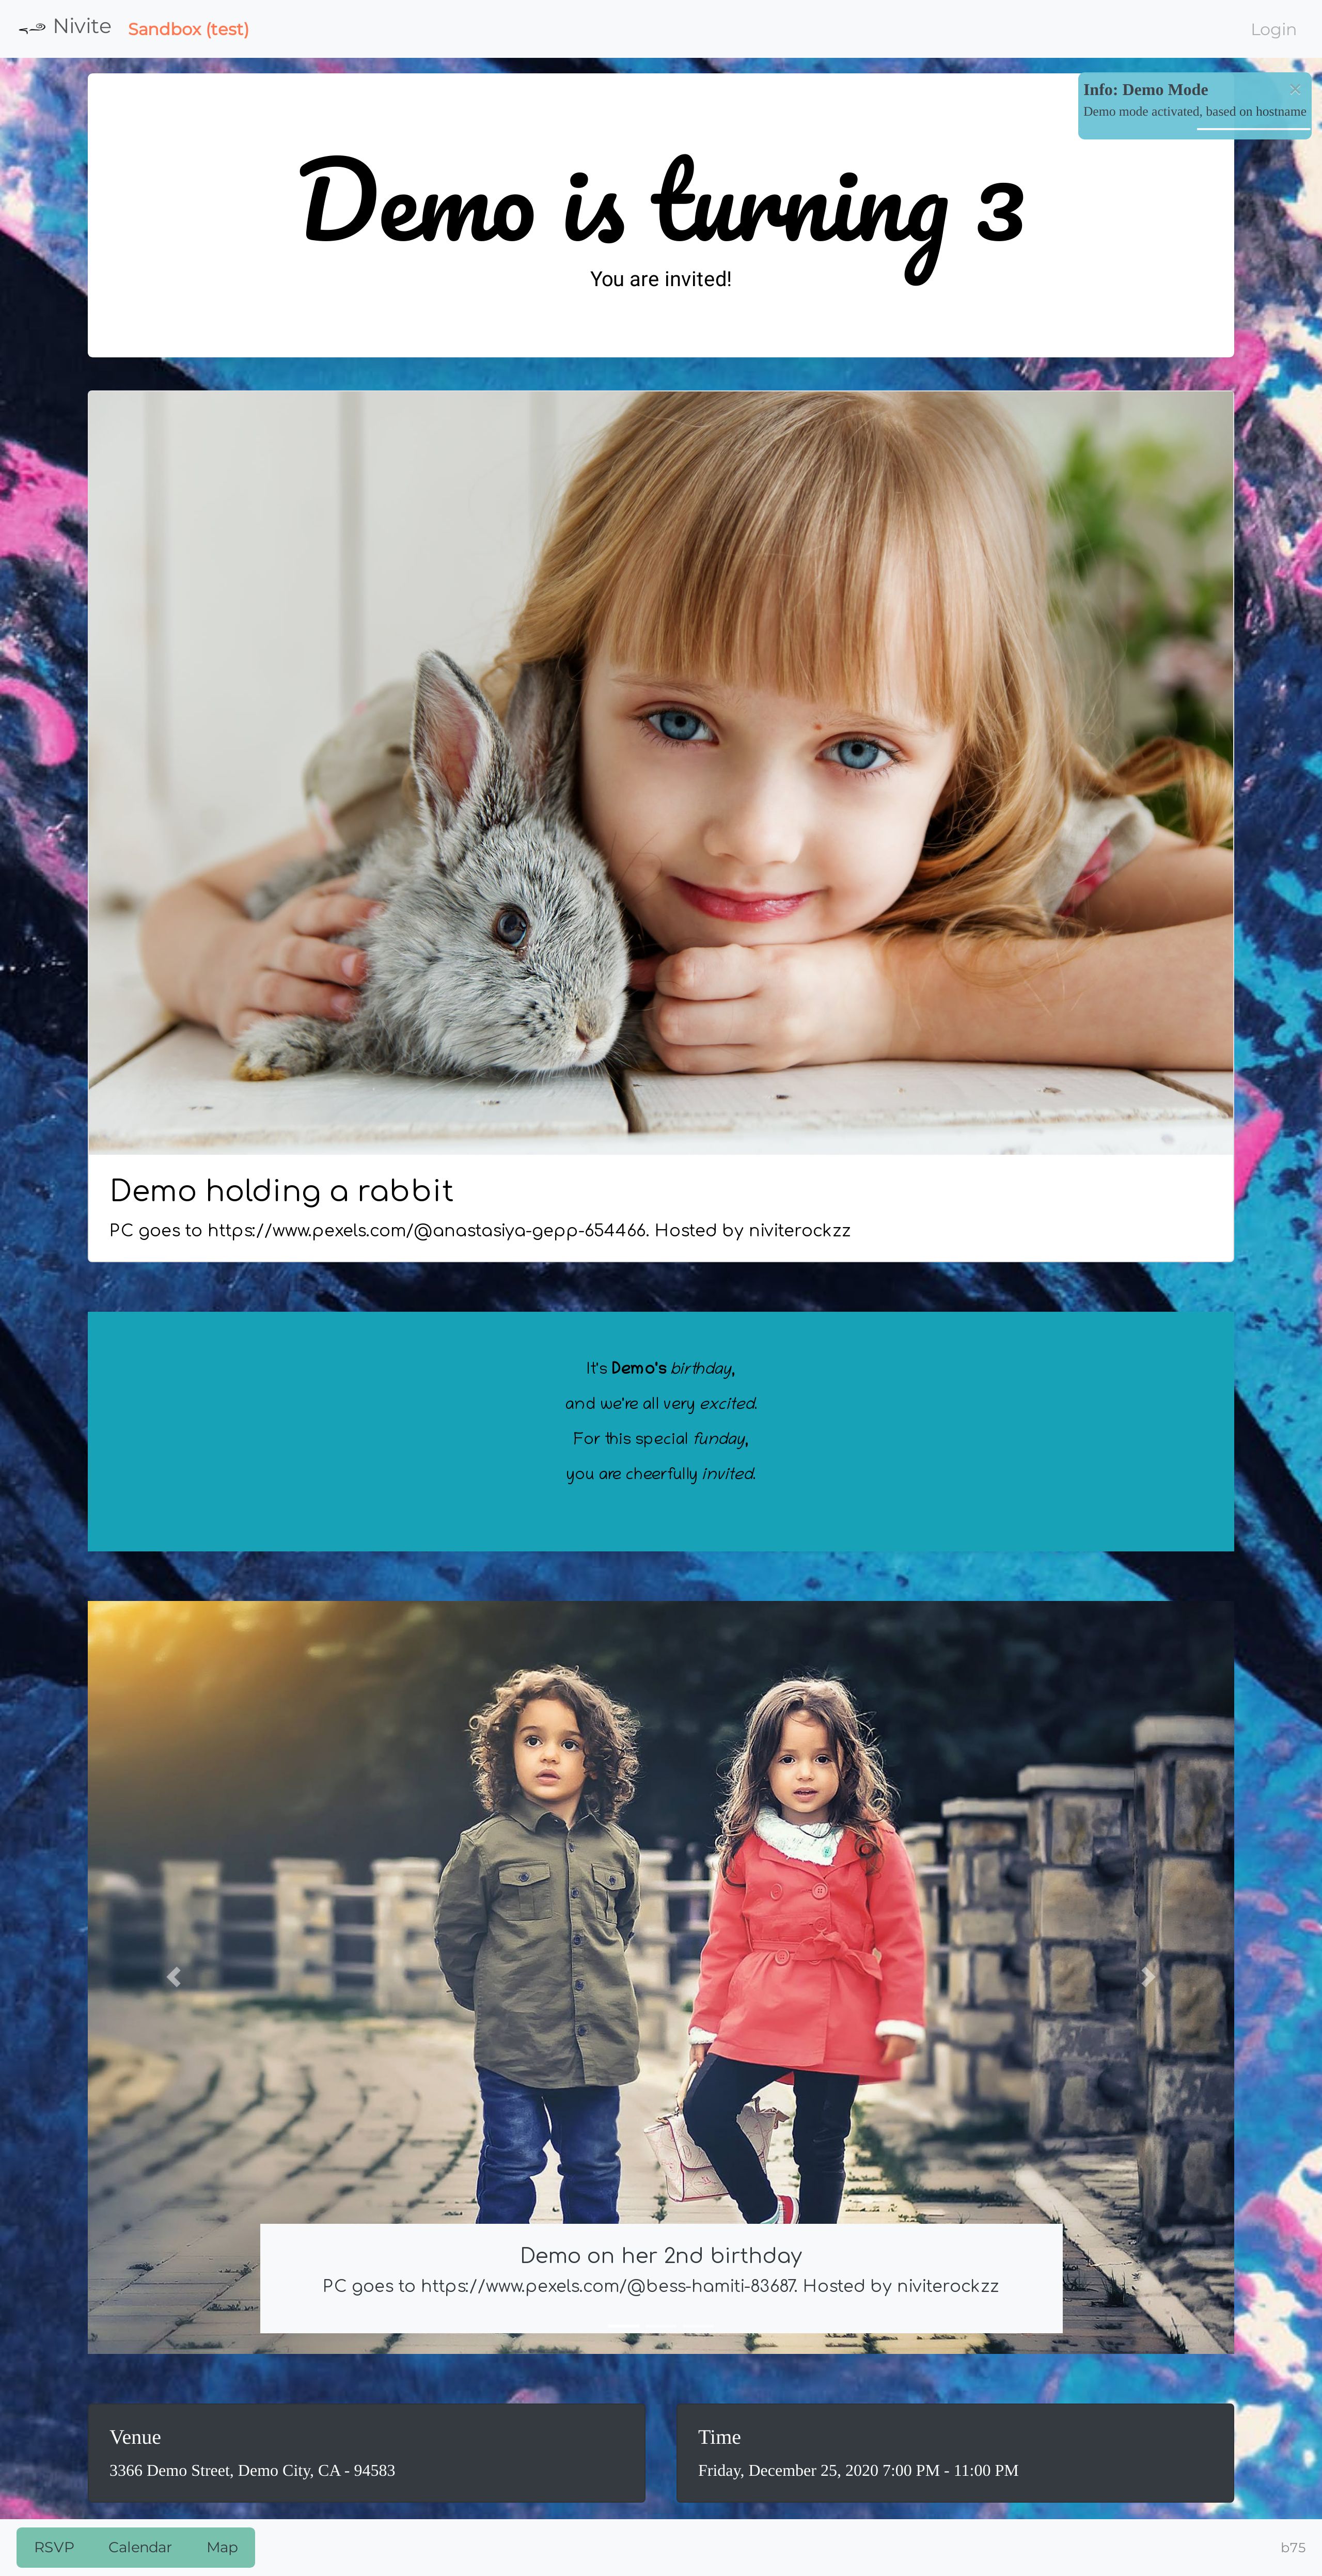 Nivite Sandbox (test) Login
Info: Demo Mode ×
Demo mode activated, based on hostname
Demo is turning 3
You are invited!
Demo holding a rabbit
PC goes to https://www.pexels.com/@anastasiya-gepp-654466. Hosted by niviterockzz
It's Demo's birthday,
and we're all very excited.
For this special funday,
you are cheerfully invited.
Demo on her 2nd birthday
PC goes to https://www.pexels.com/@bess-hamiti-83687. Hosted by niviterockzz
Venue
3366 Demo Street, Demo City, CA - 94583
Time
Friday, December 25, 2020 7:00 PM - 11:00 PM
RSVP Calendar Map b75